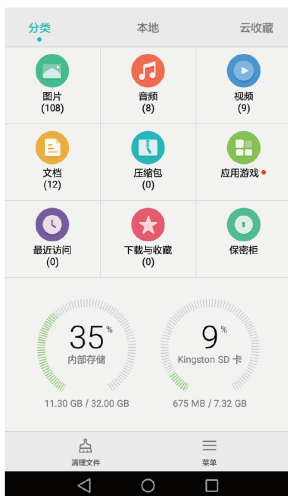 分类 本地 云收藏
图片 音频 视频
(108) (8) (9)
文档 压缩包 应用游戏
(12) (0)
最近访问 下载与收藏 保密柜
(0) (0)
35% 9%
内部存储 Kingston SD 卡
11.30 GB / 32.00 GB 675 MB / 7.32 GB
清理文件 菜单